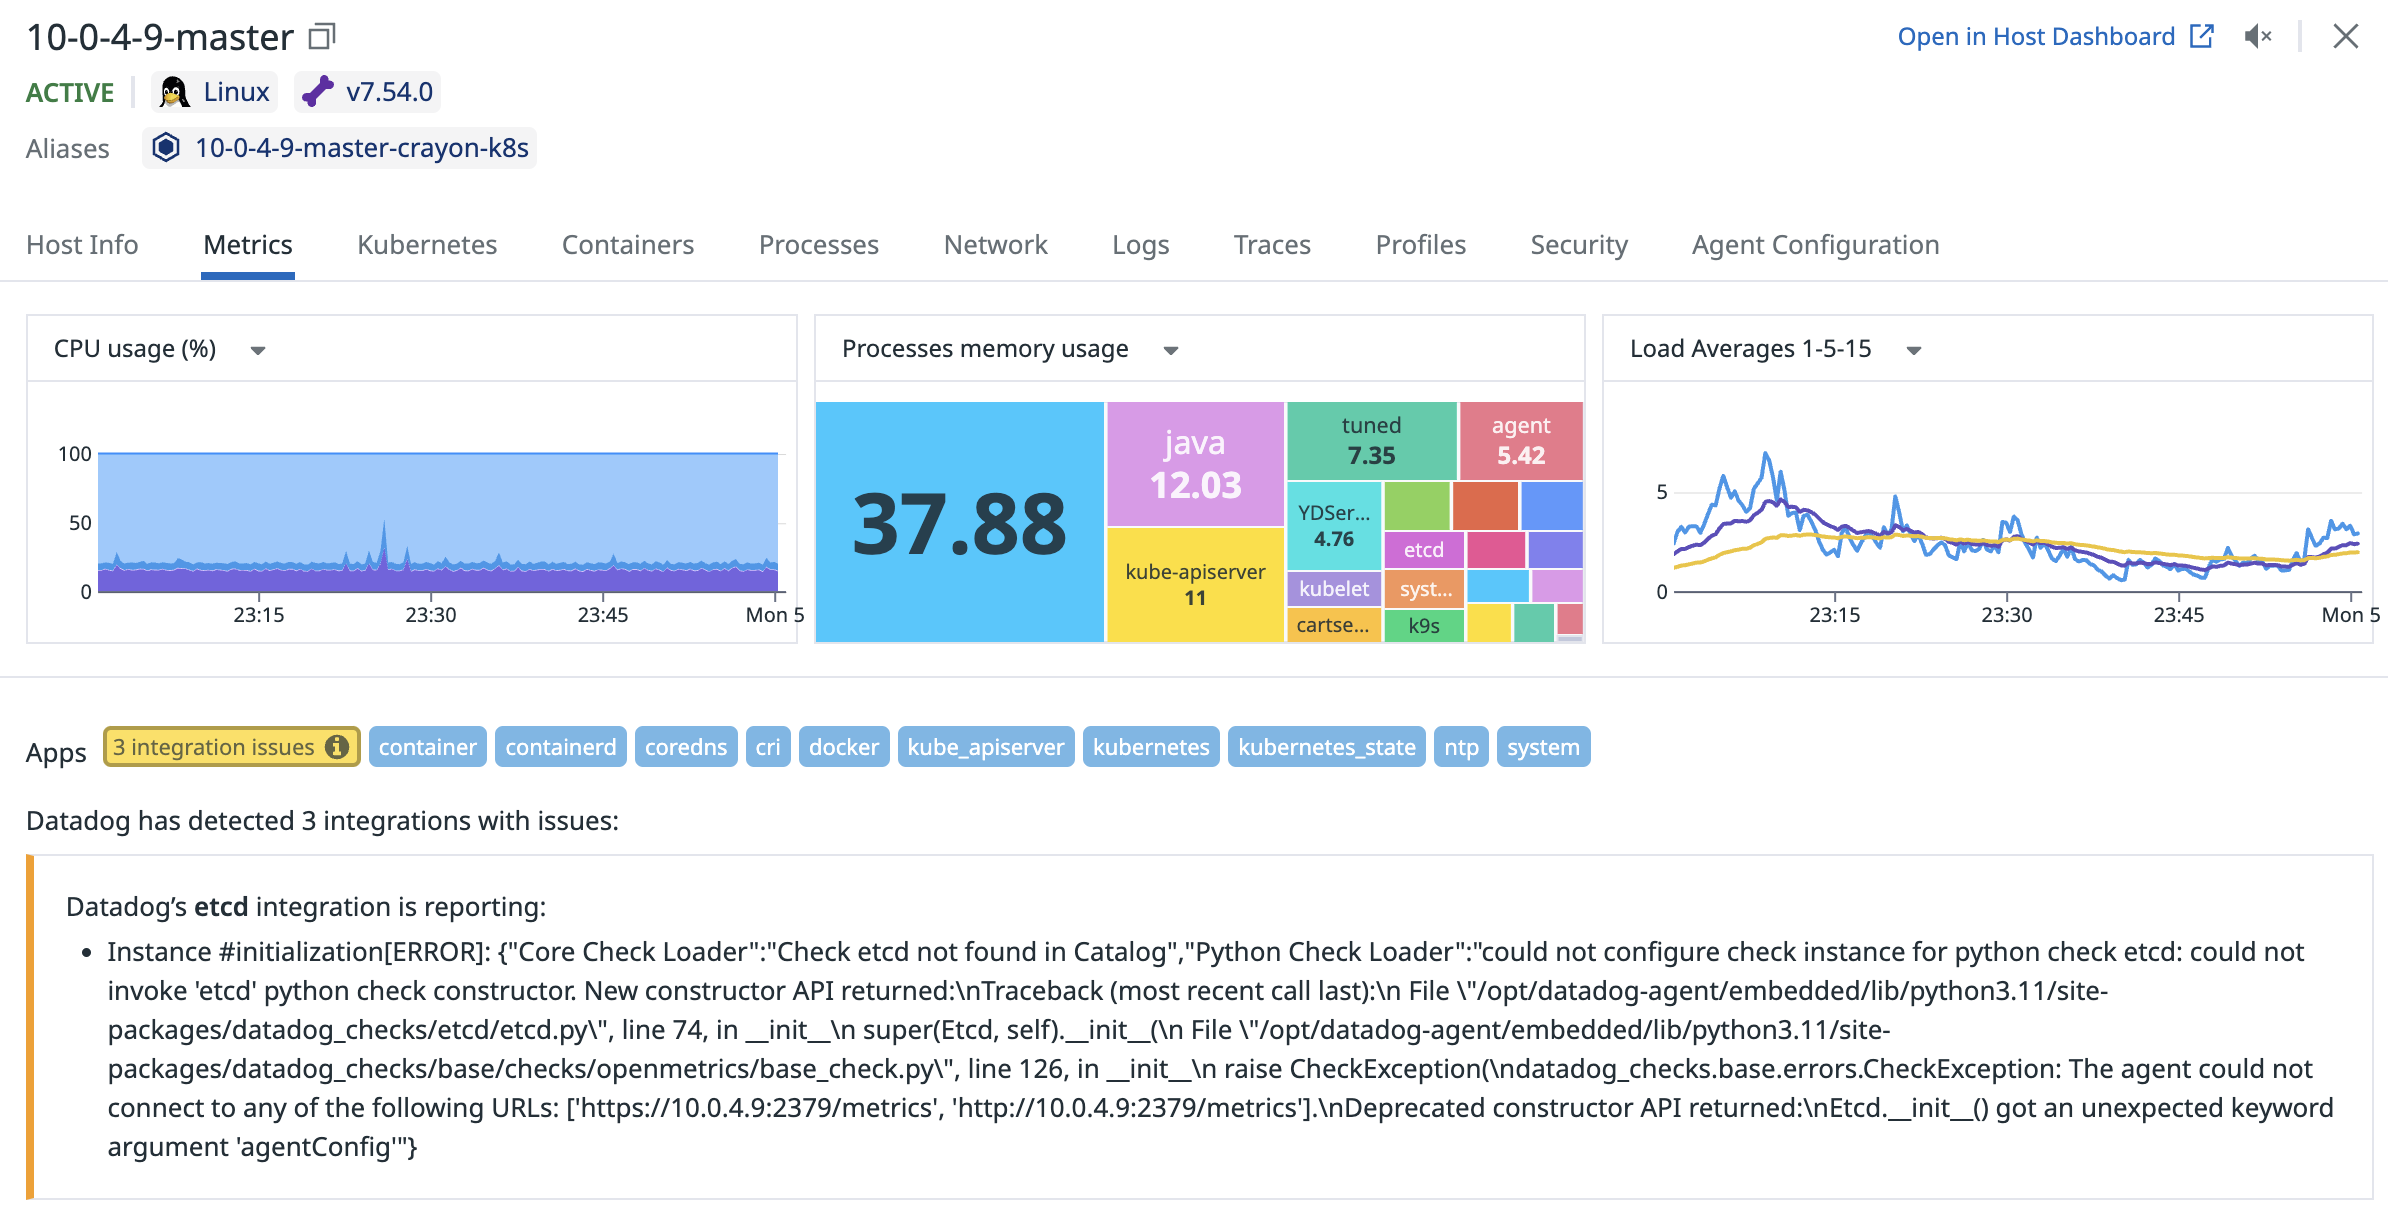 10-0-4-9-master
Open in Host Dashboard
ACTIVE
Linux
v7.54.0
Aliases
10-0-4-9-master-crayon-k8s
Host Info
Metrics
Kubernetes
Containers
Processes
Network
Logs
Traces
Profiles
Security
Agent Configuration
CPU usage (%)
100
50
0
23:15
23:30
23:45
Mon 5
Processes memory usage
37.88
java
12.03
kube-apiserver
11
tuned
7.35
agent
5.42
YDSer...
4.76
etcd
kubelet
syst...
cartse...
k9s
Load Averages 1-5-15
5
0
23:15
23:30
23:45
Mon 5
Apps
3 integration issues
container
containerd
coredns
cri
docker
kube_apiserver
kubernetes
kubernetes_state
ntp
system
Datadog has detected 3 integrations with issues:
Datadog’s etcd integration is reporting:
• Instance #initialization[ERROR]: {"Core Check Loader":"Check etcd not found in Catalog","Python Check Loader":"could not configure check instance for python check etcd: could not
invoke 'etcd' python check constructor. New constructor API returned:\nTraceback (most recent call last):\n File \"/opt/datadog-agent/embedded/lib/python3.11/site-
packages/datadog_checks/etcd/etcd.py\", line 74, in __init__\n super(Etcd, self).__init__(\n File \"/opt/datadog-agent/embedded/lib/python3.11/site-
packages/datadog_checks/base/checks/openmetrics/base_check.py\", line 126, in __init__\n raise CheckException(\ndatadog_checks.base.errors.CheckException: The agent could not
connect to any of the following URLs: ['https://10.0.4.9:2379/metrics', 'http://10.0.4.9:2379/metrics'].\nDeprecated constructor API returned:\nEtcd.__init__() got an unexpected keyword
argument 'agentConfig'"}